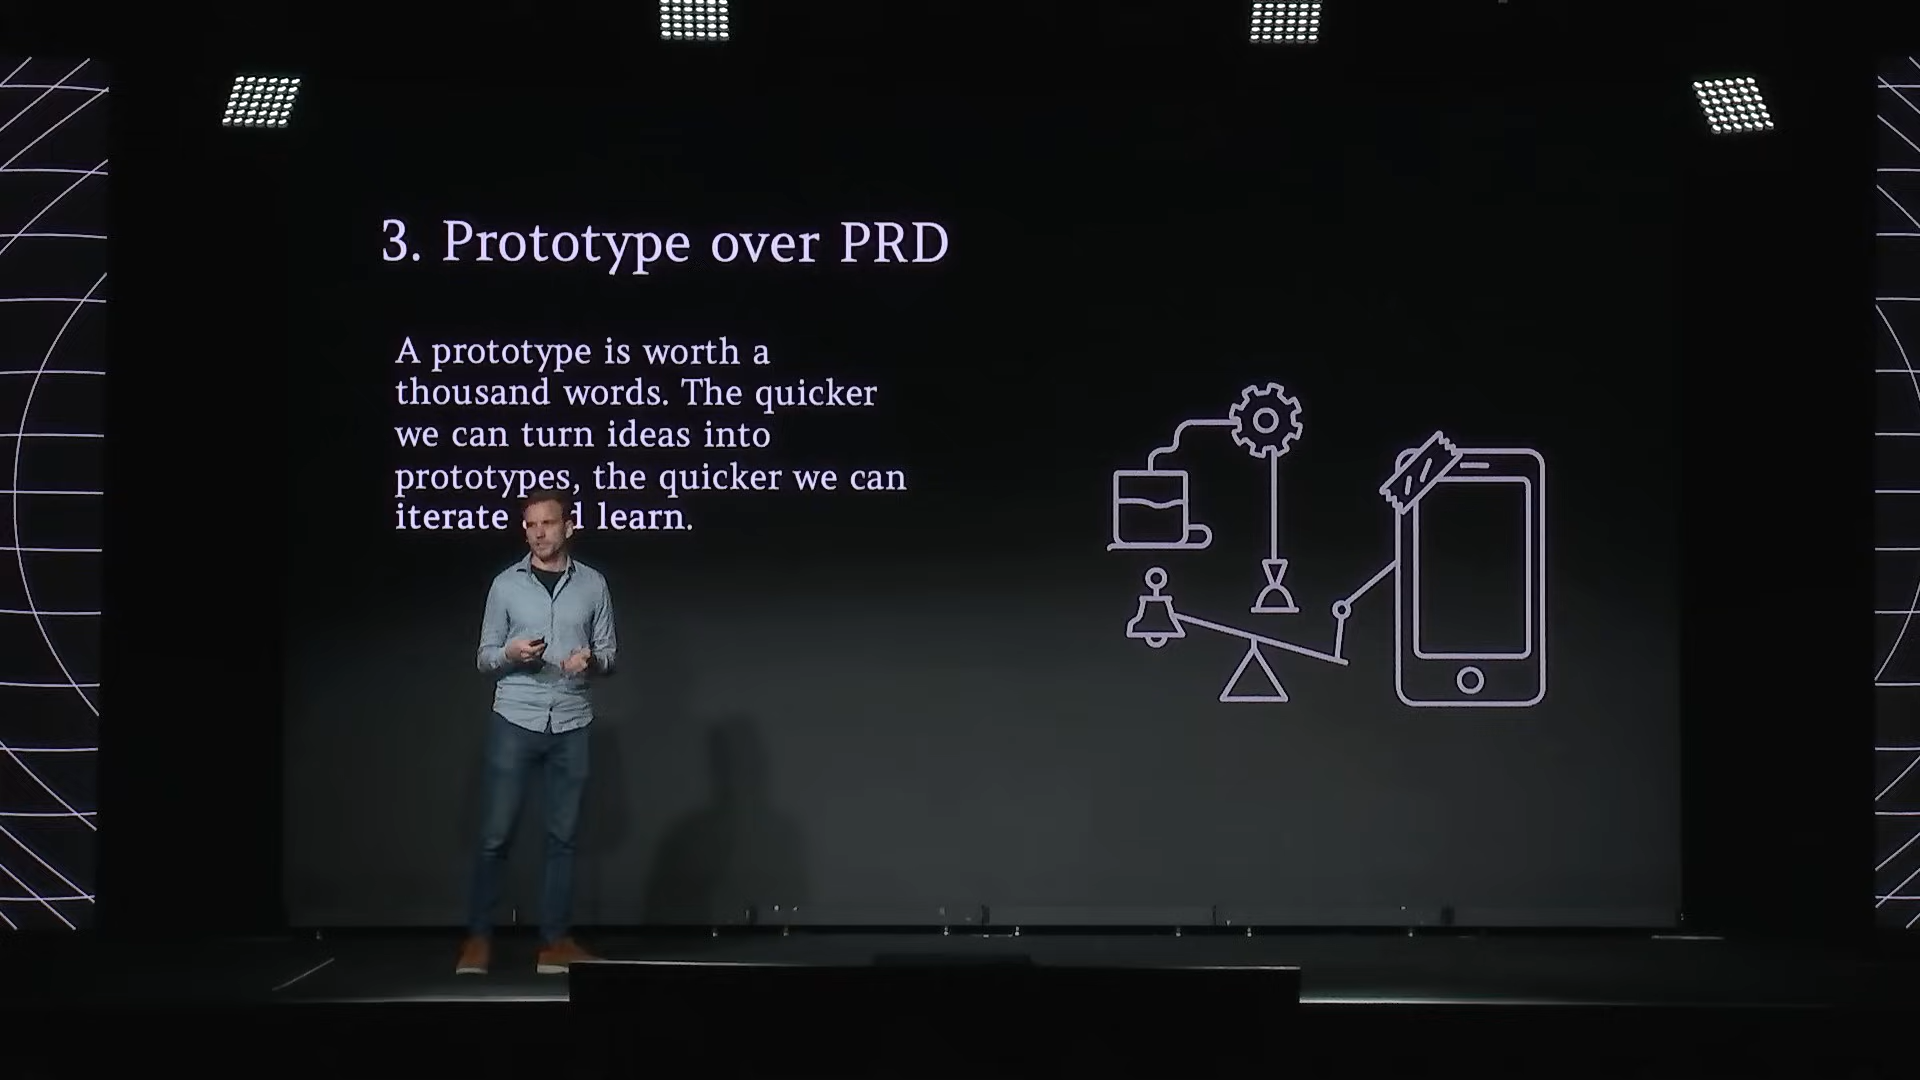 3. Prototype over PRD
A prototype is worth a
thousand words. The quicker
we can turn ideas into
prototypes, the quicker we can
iterate learn.